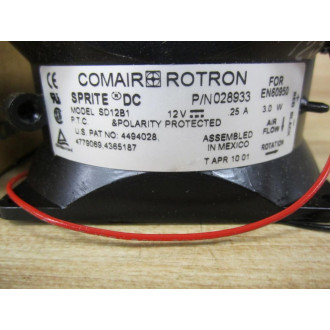 CE COMAIR ROTRON
SPRITE ® DC P/N 028933
MODEL SD12B1 12V .25 A 3.0 W
P.T.C. &POLARITY PROTECTED
U.S. PAT NO. 4494028,
4779069,4365187
ASSEMBLED
IN MEXICO
T APR 10 01
FOR
EN60950
AIR
FLOW
ROTATION